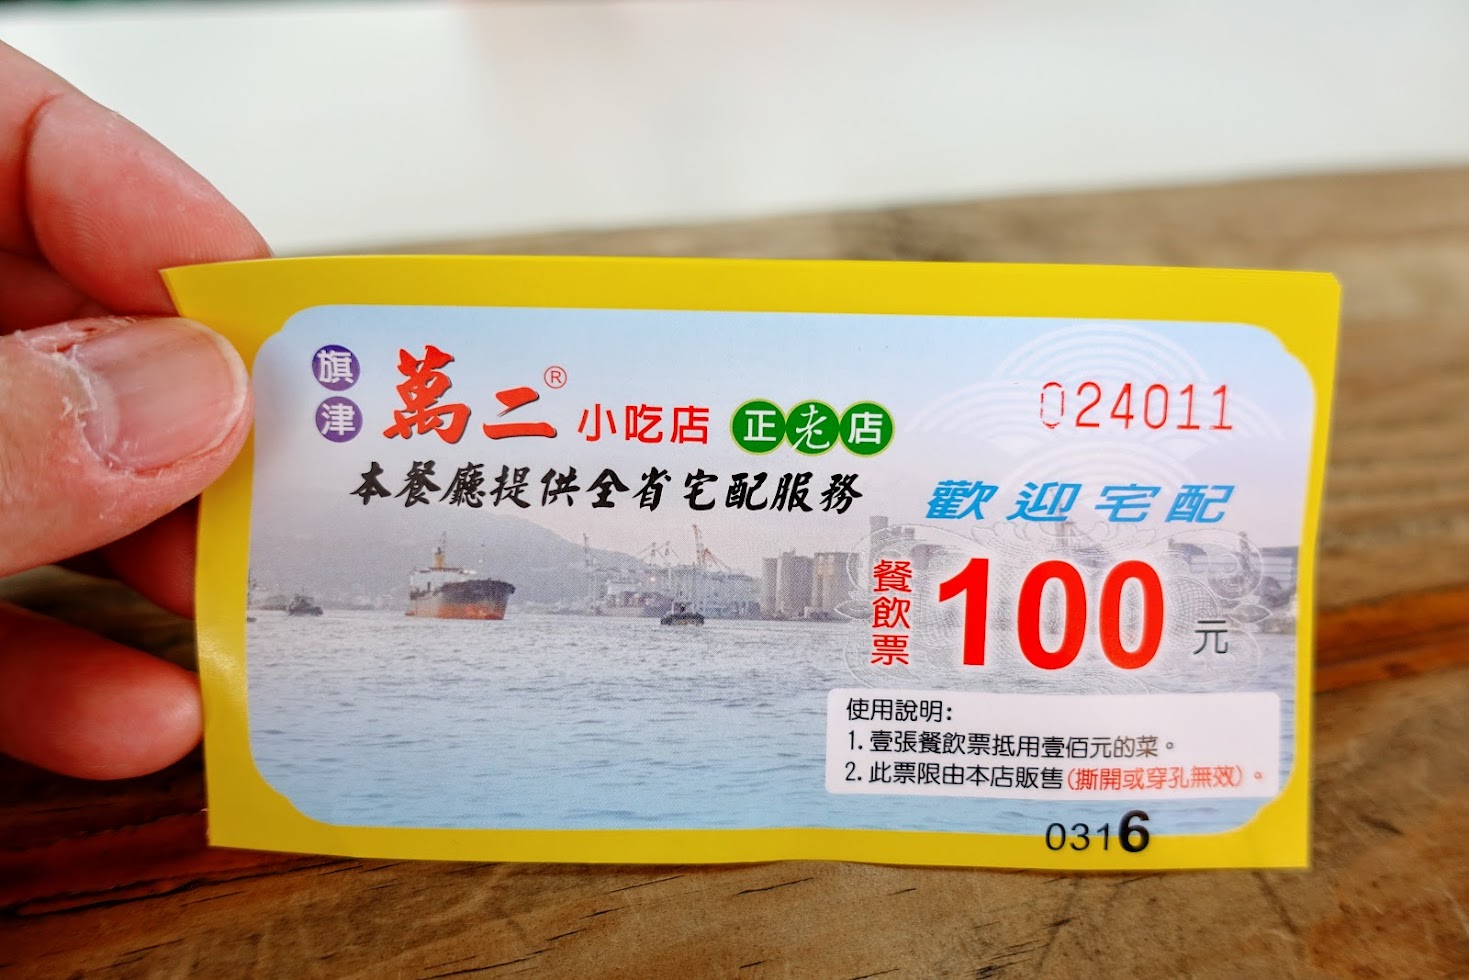 旗津 萬二® 小吃店 正老店
024011
本餐廳提供全省宅配服務
歡迎宅配
餐飲票 100 元
使用說明:
1. 壹張餐飲票抵用壹佰元的菜。
2. 此票限由本店販售(撕開或穿孔無效)。
0316